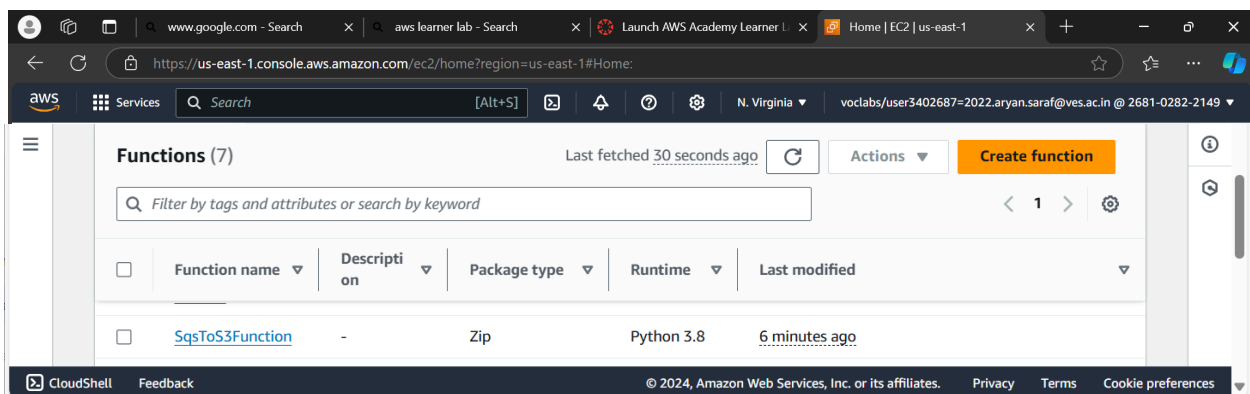 www.google.com - Search aws learner lab - Search Launch AWS Academy Learner L Home | EC2 | us-east-1
https://us-east-1.console.aws.amazon.com/ec2/home?region=us-east-1#Home:
aws Services Search [Alt+S] N. Virginia ▼ voclabs/user3402687=2022.aryan.saraf@ves.ac.in @ 2681-0282-2149 ▼
Functions (7) Last fetched 30 seconds ago Actions ▼ Create function
Filter by tags and attributes or search by keyword 1
Function name Descripti Package type Runtime Last modified
on
SqsToS3Function - Zip Python 3.8 6 minutes ago
CloudShell Feedback © 2024, Amazon Web Services, Inc. or its affiliates. Privacy Terms Cookie preferences